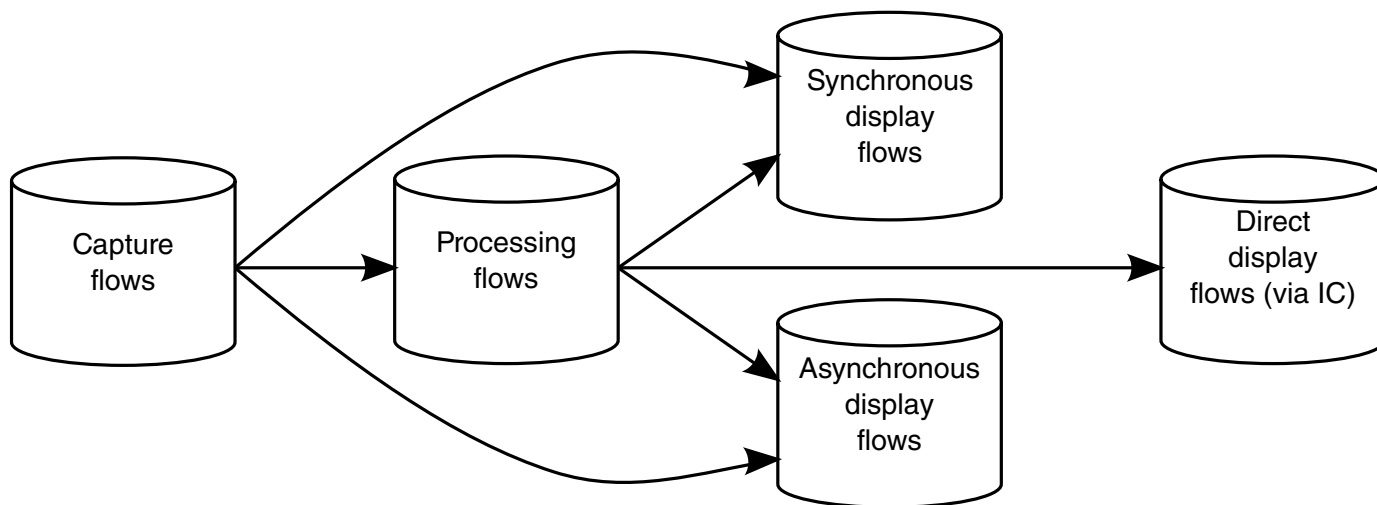 Capture
flows
Processing
flows
Synchronous
display
flows
Asynchronous
display
flows
Direct
display
flows (via IC)